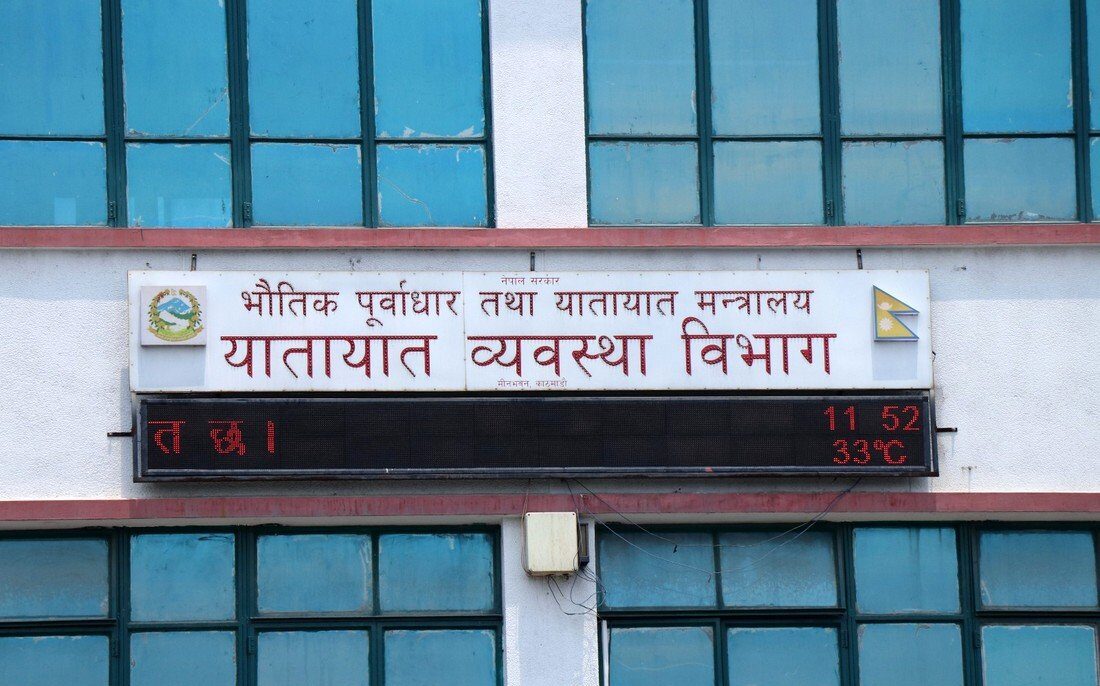 नेपाल सरकार
भौतिक पूर्वाधार तथा यातायात मन्त्रालय
यातायात व्यवस्था विभाग
मीनभवन, काठमाडौं
त छ। 11 52
33°C